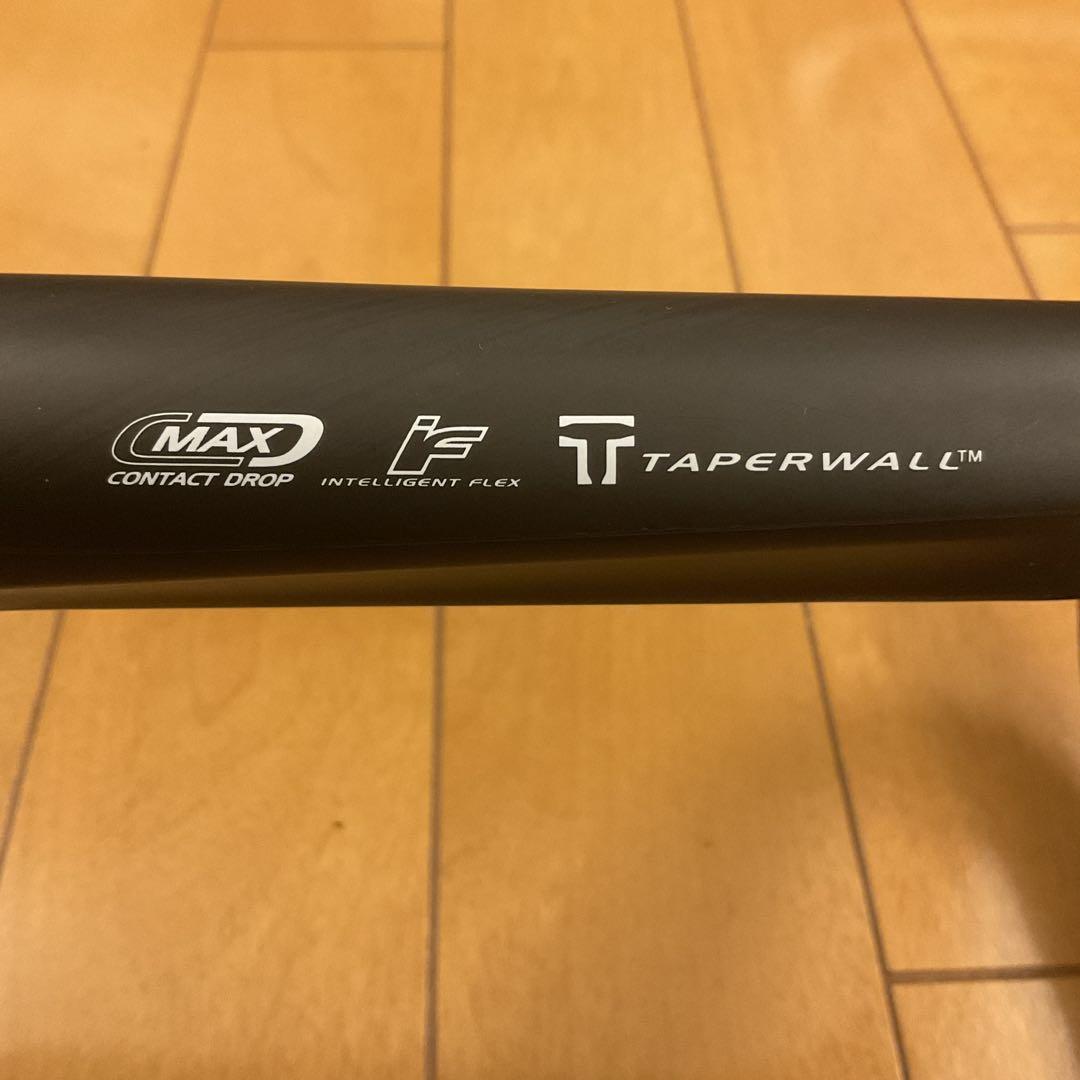 MAX
CONTACT DROP
iF
INTELLIGENT FLEX
T TAPERWALL™